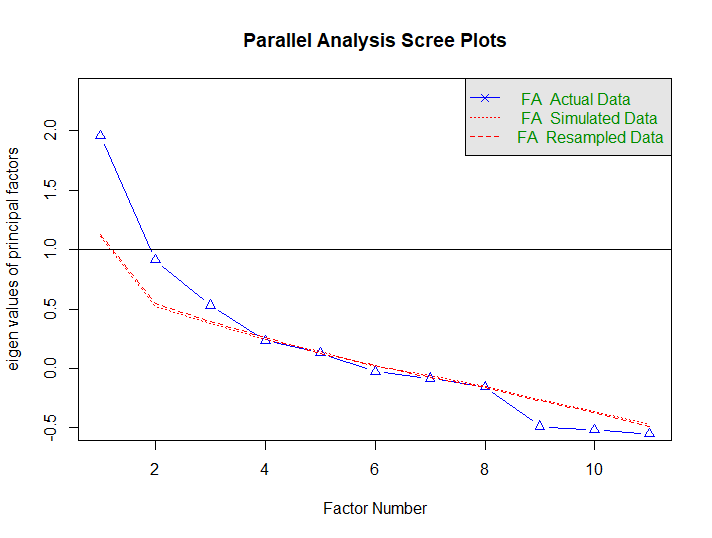 Parallel Analysis Scree Plots
FA Actual Data
FA Simulated Data
FA Resampled Data
eigen values of principal factors
2.0
1.5
1.0
0.5
0.0
-0.5
2 4 6 8 10
Factor Number